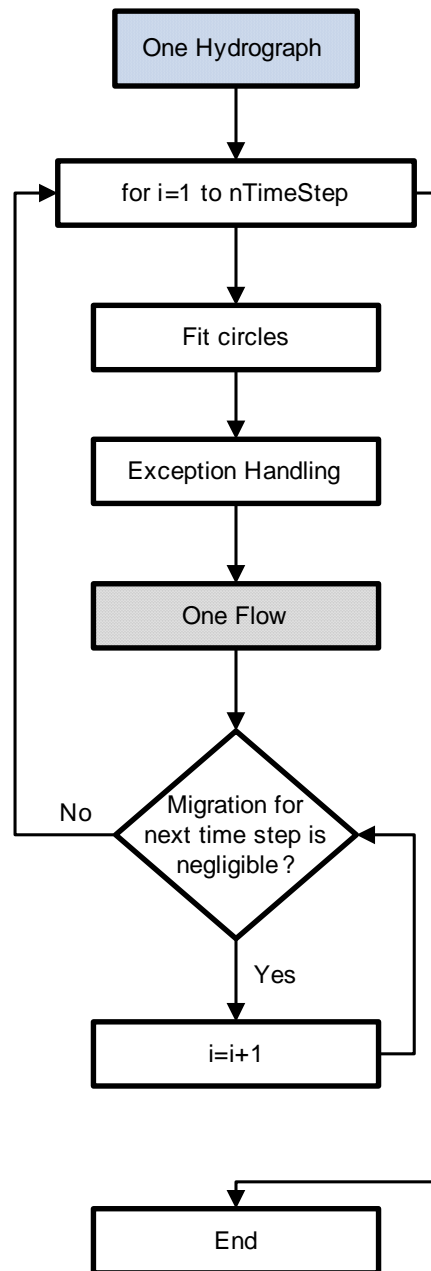 One Hydrograph
for i=1 to nTimeStep
Fit circles
Exception Handling
One Flow
No
Migration for
next time step is
negligible?
Yes
i=i+1
End